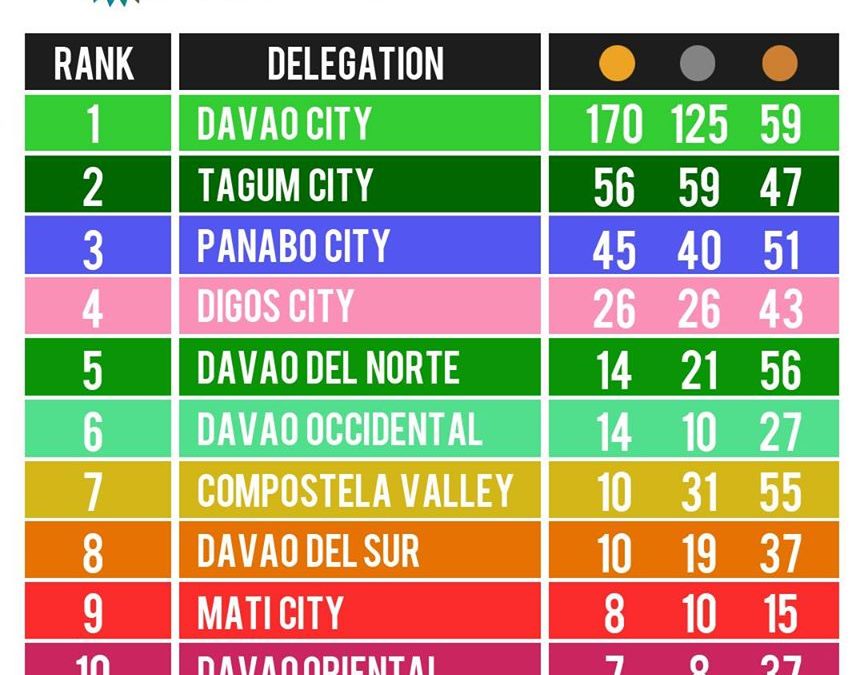 RANK DELEGATION
1 DAVAO CITY 170 125 59
2 TAGUM CITY 56 59 47
3 PANABO CITY 45 40 51
4 DIGOS CITY 26 26 43
5 DAVAO DEL NORTE 14 21 56
6 DAVAO OCCIDENTAL 14 10 27
7 COMPOSTELA VALLEY 10 31 55
8 DAVAO DEL SUR 10 19 37
9 MATI CITY 8 10 15
10 DAVAO ORIENTAL 7 8 37